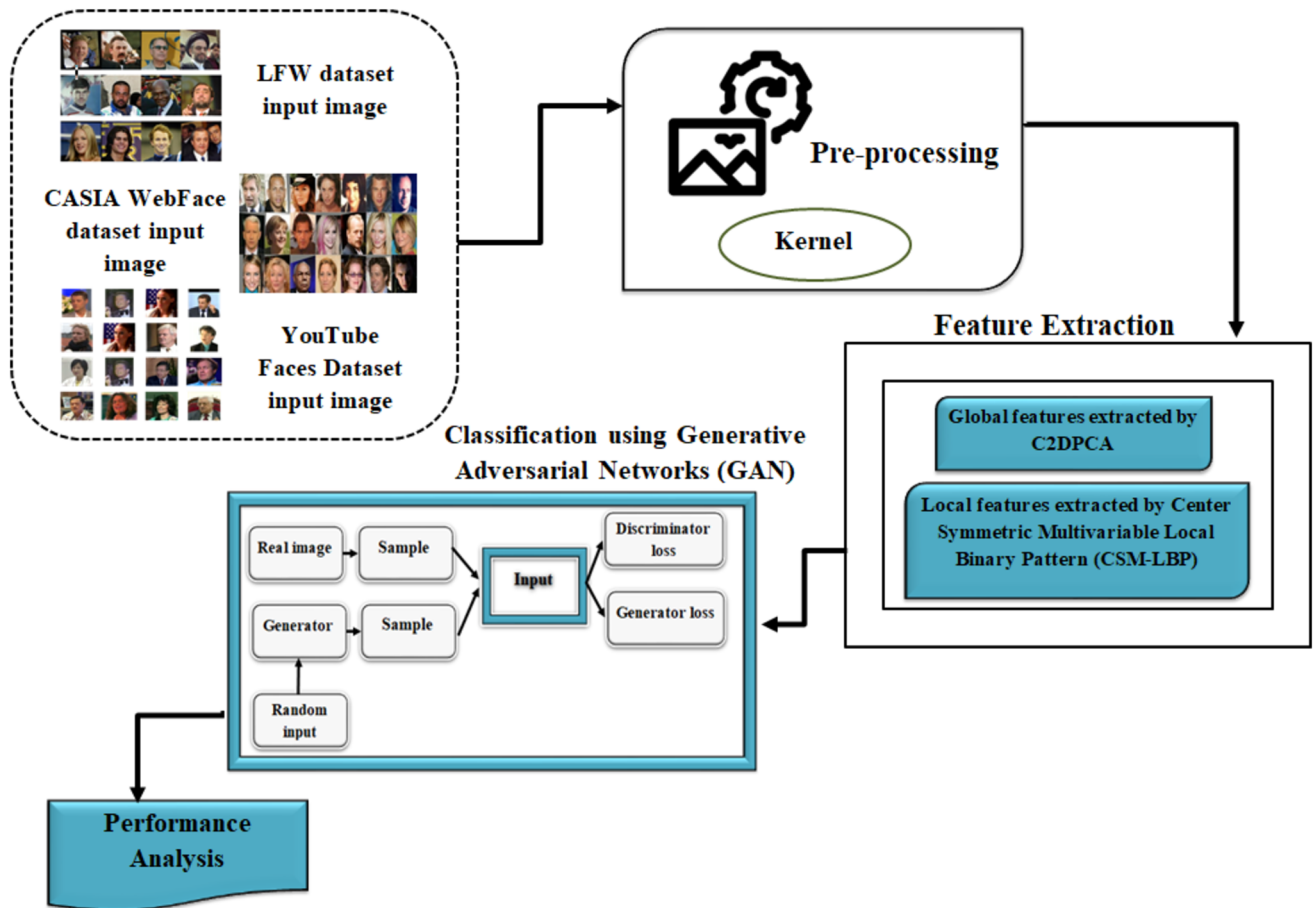 LFW dataset
input image
CASIA WebFace
dataset input
image
YouTube
Faces Dataset
input image
Pre-processing
Kernel
Feature Extraction
Global features extracted by
C2DPCA
Local features extracted by Center
Symmetric Multivariable Local
Binary Pattern (CSM-LBP)
Classification using Generative
Adversarial Networks (GAN)
Real image
Sample
Input
Discriminator
loss
Generator
Sample
Generator loss
Random
input
Performance
Analysis